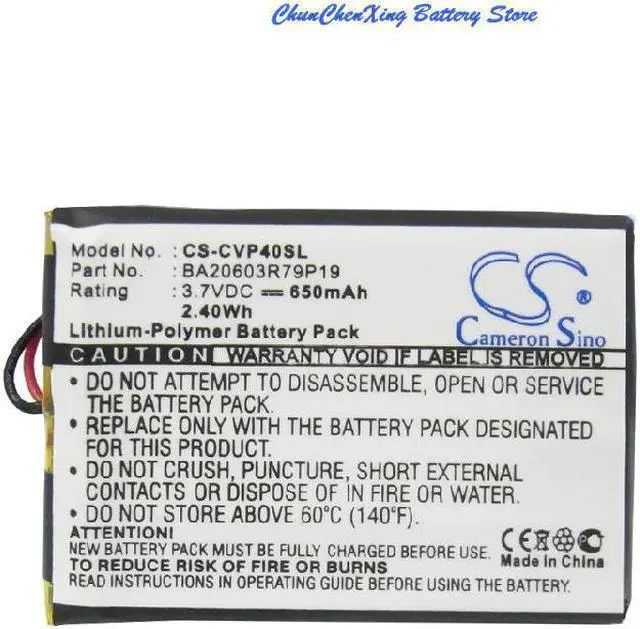 ChunChenXing Battery Store
Model No. : CS-CVP40SL
Part No. : BA20603R79P19
Rating : 3.7VDC ⎓ 650mAh
2.40Wh
Lithium-Polymer Battery Pack
CS ®
Cameron Sino
CAUTION WARRANTY VOID IF LABEL IS REMOVED
• DO NOT ATTEMPT TO DISASSEMBLE, OPEN OR SERVICE
THE BATTERY PACK.
• REPLACE ONLY WITH THE BATTERY PACK DESIGNATED
FOR THIS PRODUCT.
• DO NOT CRUSH, PUNCTURE, SHORT EXTERNAL
CONTACTS OR DISPOSE OF IN FIRE OR WATER.
• DO NOT STORE ABOVE 60°C (140°F).
ATTENTION!
NEW BATTERY PACK MUST BE FULLY CHARGED BEFORE USE
TO REDUCE RISK OF FIRE OR BURNS
READ INSTRUCTIONS IN DETAIL BEFORE USING
CE
Made In China